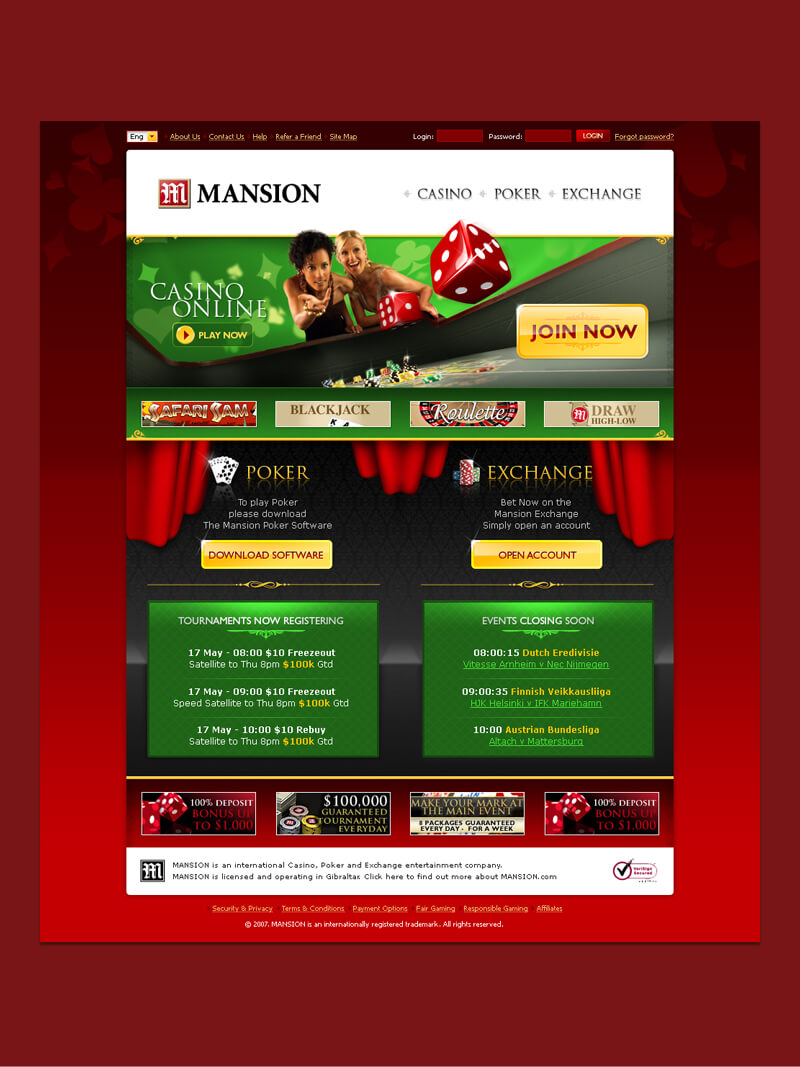 Eng About Us Contact Us Help Refer a Friend Site Map Login: Password: LOGIN Forgot password?
M MANSION
CASINO POKER EXCHANGE
CASINO
ONLINE
PLAY NOW
JOIN NOW
SAFARI SAM
BLACKJACK
K A
Roulette
M DRAW
HIGH-LOW
POKER
To play Poker
please download
The Mansion Poker Software
DOWNLOAD SOFTWARE
EXCHANGE
Bet Now on the
Mansion Exchange
Simply open an account
OPEN ACCOUNT
TOURNAMENTS NOW REGISTERING
17 May - 08:00 $10 Freezeout
Satellite to Thu 8pm $100k Gtd
17 May - 09:00 $10 Freezeout
Speed Satellite to Thu 8pm $100k Gtd
17 May - 10:00 $10 Rebuy
Satellite to Thu 8pm $100k Gtd
EVENTS CLOSING SOON
08:00:15 Dutch Eredivisie
Vitesse Arnheim v Nec Nijmegen
09:00:35 Finnish Veikkausliiga
HJK Helsinki v IFK Mariehamn
10:00 Austrian Bundesliga
Altach v Mattersburg
100% DEPOSIT
BONUS UP
TO $1,000
$100,000
GUARANTEED
TOURNAMENT
EVERYDAY
MAKE YOUR MARK AT
THE MAIN EVENT
8 PACKAGES GUARANTEED
EVERY DAY - FOR A WEEK
100% DEPOSIT
BONUS UP
TO $1,000
M
MANSION is an international Casino, Poker and Exchange entertainment company.
MANSION is licensed and operating in Gibraltar. Click here to find out more about MANSION.com
VeriSign
Secured
Security & Privacy Terms & Conditions Payment Options Fair Gaming Responsible Gaming Affiliates
© 2007. MANSION is an internationally registered trademark. All rights reserved.